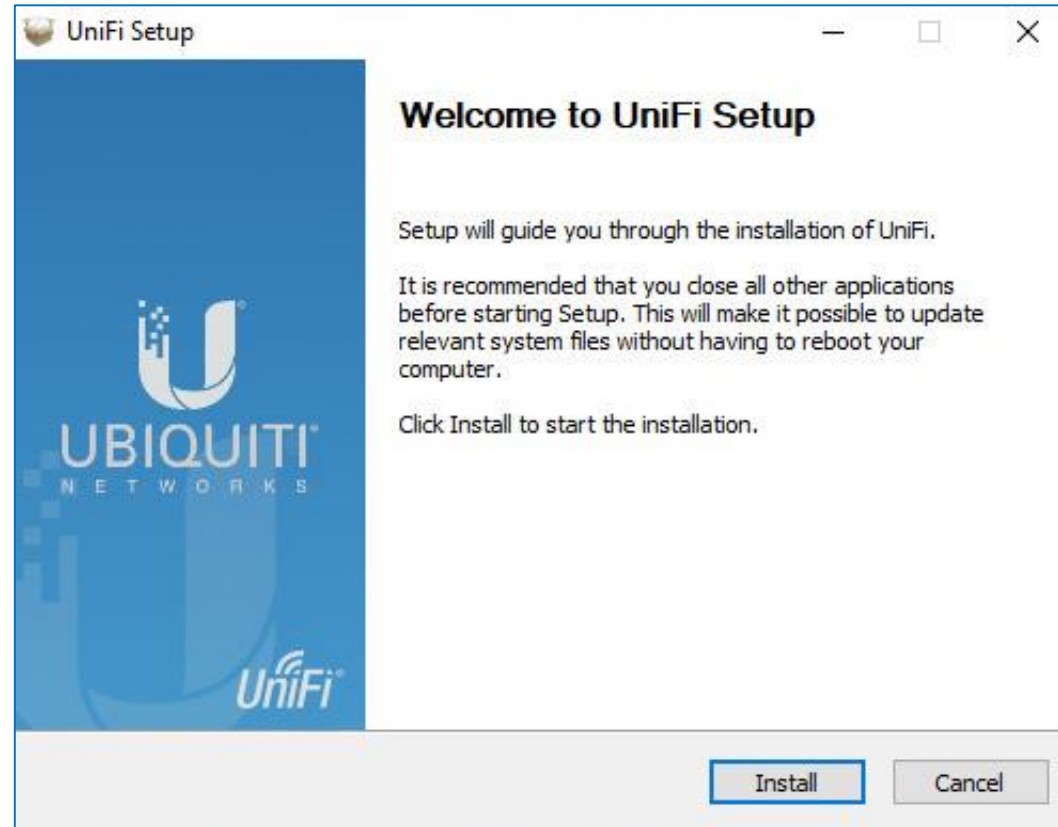 UniFi Setup
Welcome to UniFi Setup
Setup will guide you through the installation of UniFi.
It is recommended that you close all other applications
before starting Setup. This will make it possible to update
relevant system files without having to reboot your
computer.
Click Install to start the installation.
UBIQUITI
NETWORKS
UniFi
Install
Cancel